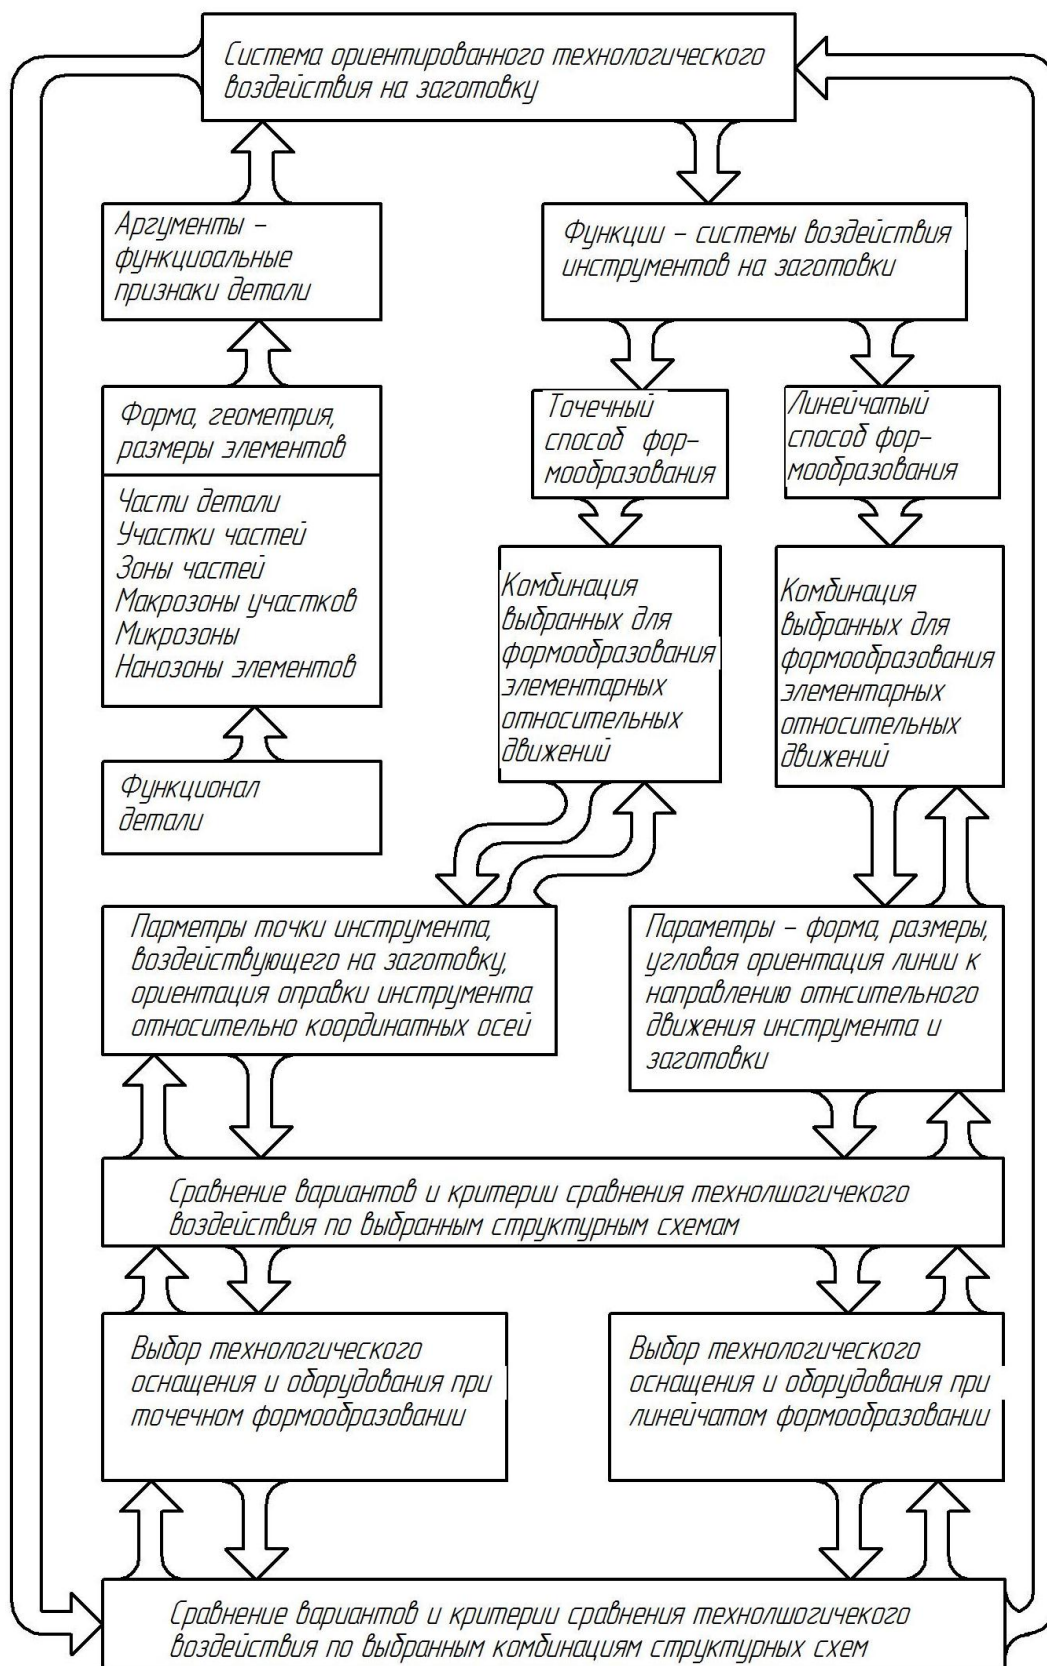 Система ориентированного технологического
воздействия на заготовку
Аргументы –
функциоальные
признаки детали
Функции – системы воздействия
инструментов на заготовки
Форма, геометрия,
размеры элементов
Части детали
Участки частей
Зоны частей
Макрозоны участков
Микрозоны
Нанозоны элементов
Точечный
способ фор-
мообразования
Линейчатый
способ фор-
мообразования
Комбинация
выбранных для
формообразования
элементарных
относительных
движений
Комбинация
выбранных для
формообразования
элементарных
относительных
движений
Функционал
детали
Парметры точки инструмента,
воздействующего на заготовку,
ориентация оправки инструмента
относительно координатных осей
Параметры – форма, размеры,
угловая ориентация линии к
направлению отнсительного
движения инструмента и
заготовки
Сравнение вариантов и критерии сравнения технолшогичекого
воздействия по выбранным структурным схемам
Выбор технологического
оснащения и оборудования при
точечном формообразовании
Выбор технологического
оснащения и оборудования при
линейчатом формообразовании
Сравнение вариантов и критерии сравнения технолшогичекого
воздействия по выбранным комбинациям структурных схем